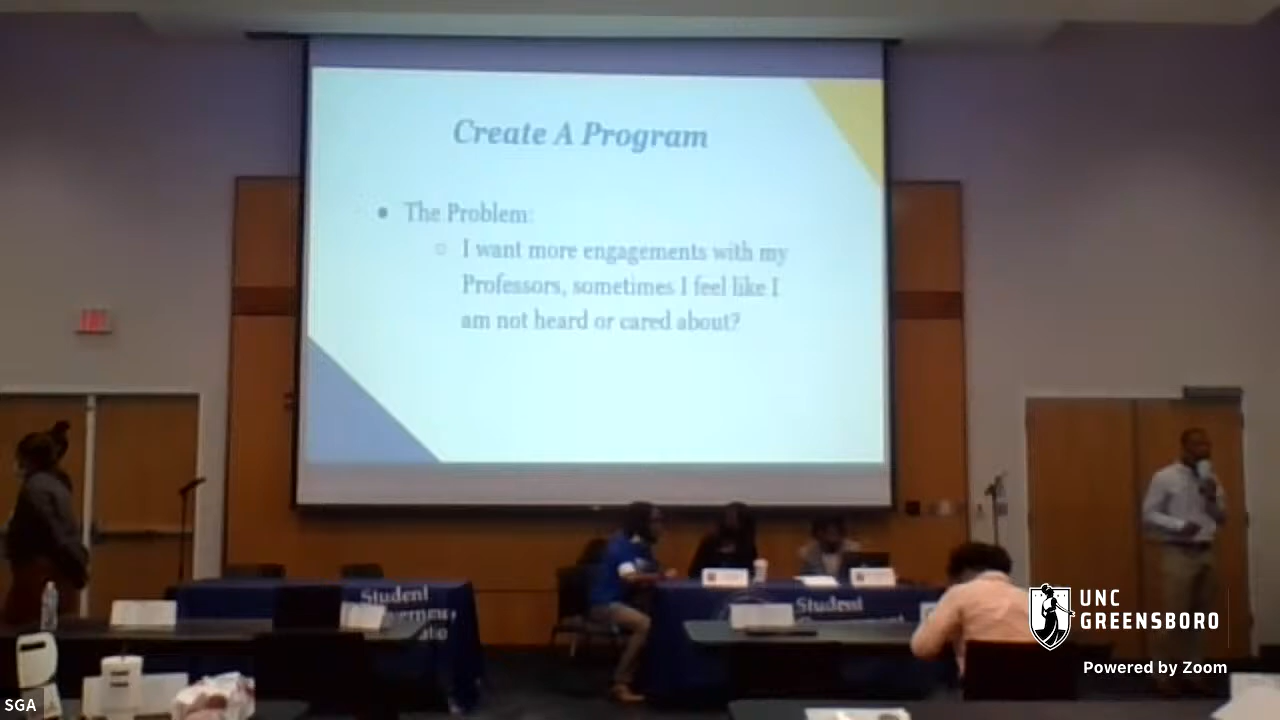 Create A Program
The Problem:
I want more engagements with my
Professors, sometimes I feel like I
am not heard or cared about?
Student
Student
UNC
GREENSBORO
Powered by Zoom
SGA